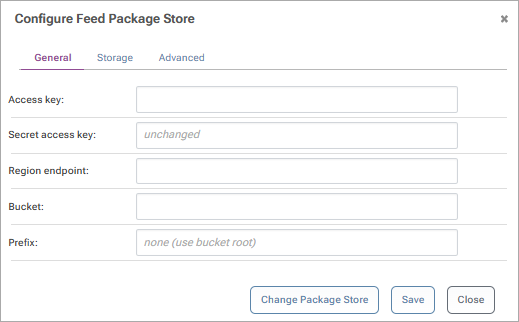 Configure Feed Package Store ✖
General Storage Advanced
Access key:
Secret access key: unchanged
Region endpoint:
Bucket:
Prefix: none (use bucket root)
Change Package Store Save Close